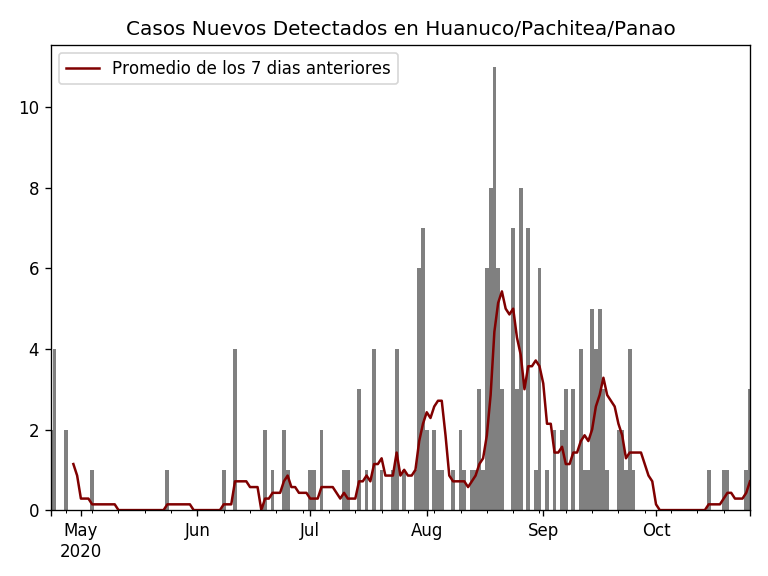 Casos Nuevos Detectados en Huanuco/Pachitea/Panao
Promedio de los 7 dias anteriores
10
8
6
4
2
0
May Jun Jul Aug Sep Oct
2020